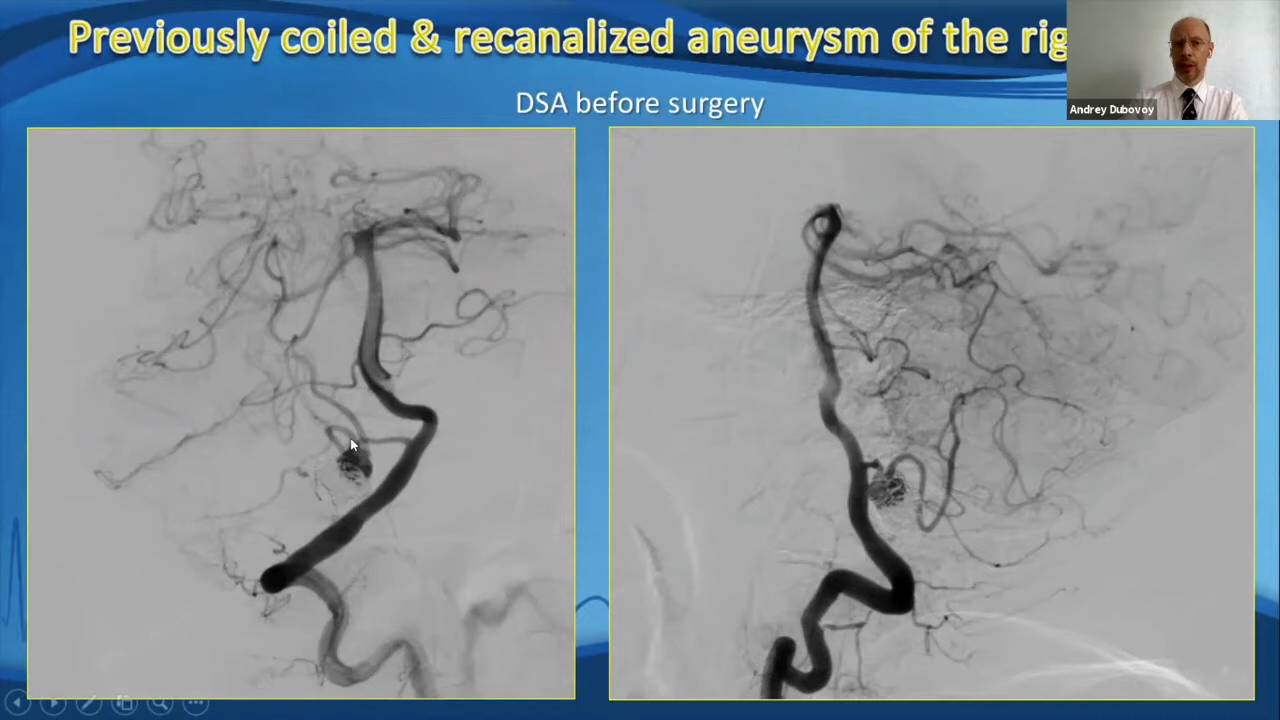 Previously coiled & recanalized aneurysm of the rig
DSA before surgery
Andrey Dubovoy